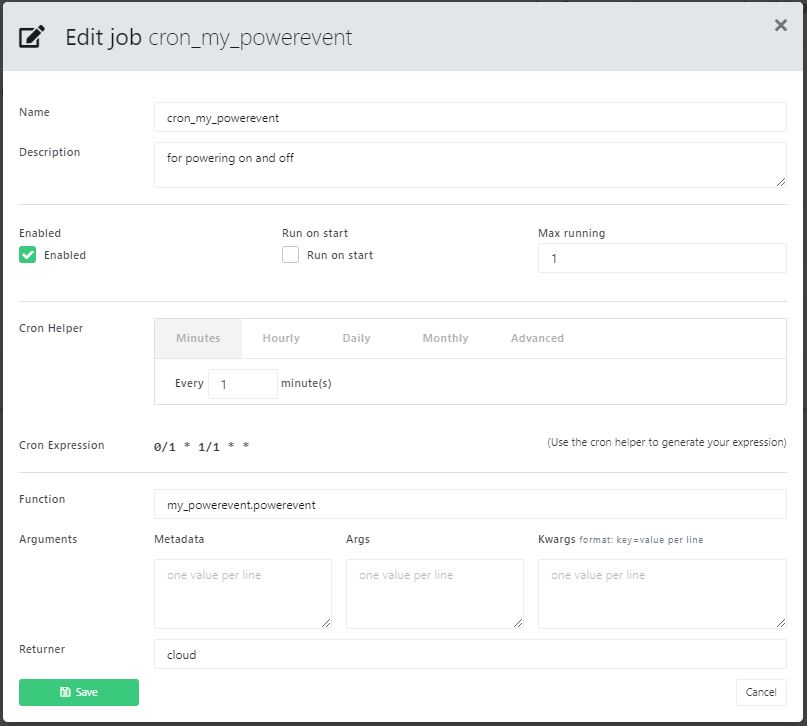 Edit job cron_my_powerevent
Name
cron_my_powerevent
Description
for powering on and off
Enabled
Run on start
Max running
Enabled
Run on start
1
Cron Helper
Minutes
Hourly
Daily
Monthly
Advanced
Every 1 minute(s)
Cron Expression
0/1 * 1/1 * *
(Use the cron helper to generate your expression)
Function
my_powerevent.powerevent
Arguments
Metadata
Args
Kwargs format: key=value per line
one value per line
one value per line
one value per line
Returner
cloud
Save
Cancel